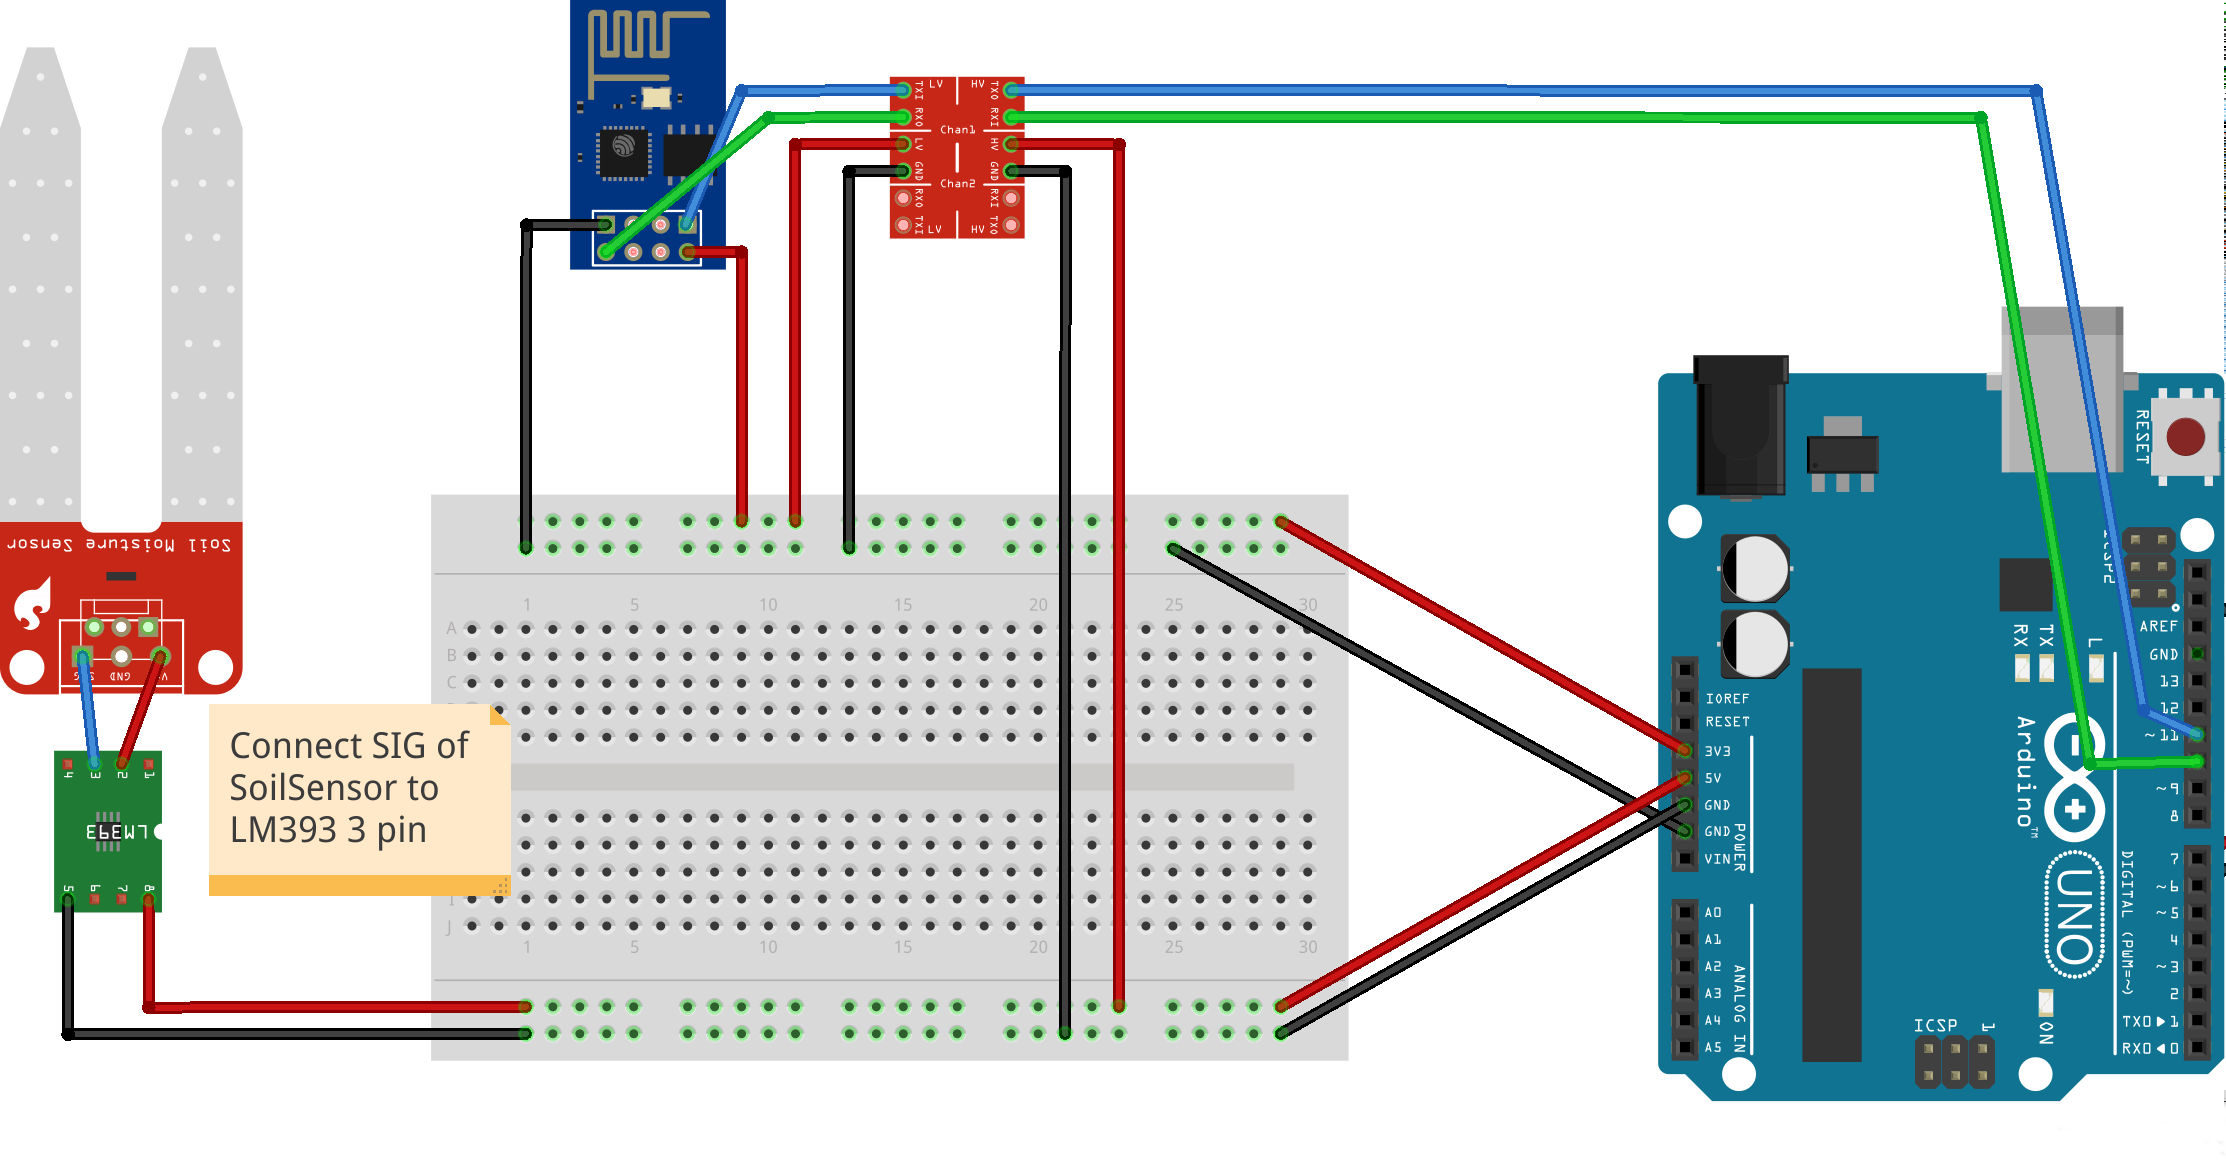 LV HV
TXI TXO
RXO RXI
Chan1
LV HV
GND GND
Chan2
RXO RXI
TXI TXO
LV HV
Soil Moisture Sensor
GND
4 3 2 1
LM393
5 6 7 8
Connect SIG of
SoilSensor to
LM393 3 pin
1 5 10 15 20 25 30
A
B
C
I
J
1 5 10 15 20 25 30
RESET
ICSP2
RX TX L
AREF
GND
13
12
~11
~9
8
7
~6
~5
4
~3
2
TX0▶1
RX0◀0
DIGITAL (PWM=~)
IOREF
RESET
3V3
5V
GND
GND
VIN
POWER
A0
A1
A2
A3
A4
A5
ANALOG IN
Arduino™
UNO
ON
ICSP 1